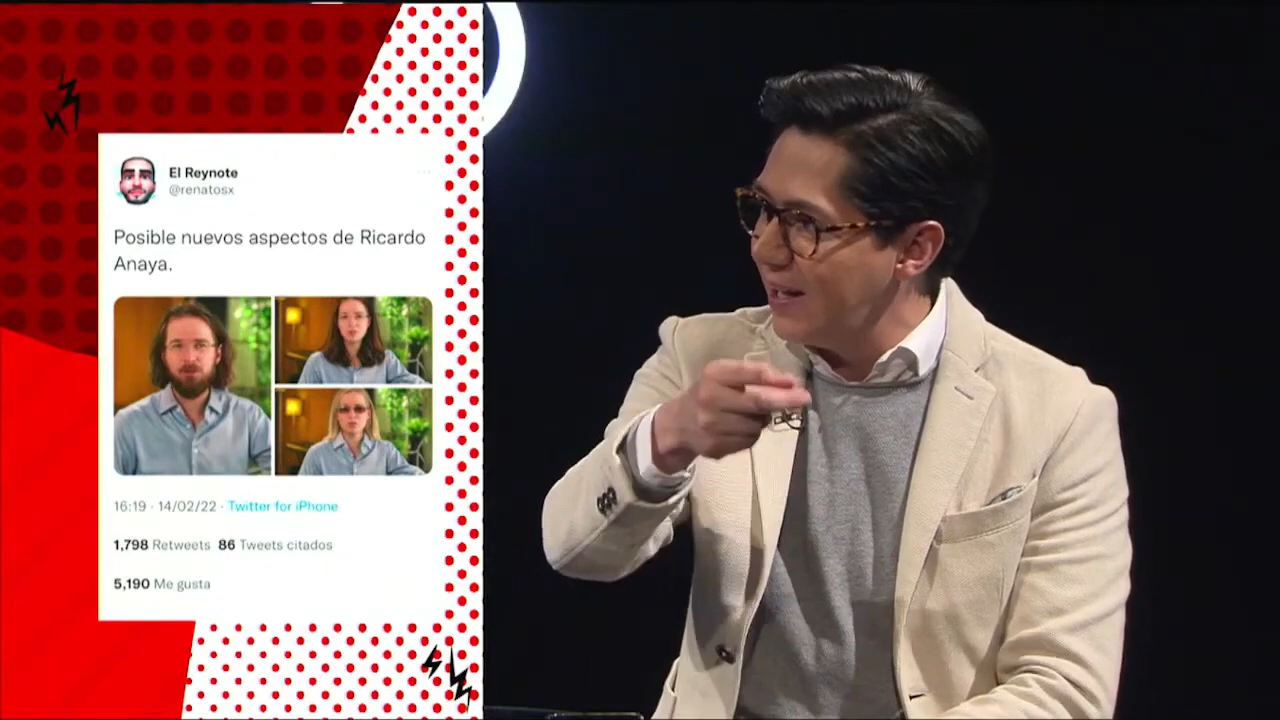 El Reynote
@renatosx
Posible nuevos aspectos de Ricardo
Anaya.
16:19 · 14/02/22 · Twitter for iPhone
1,798 Retweets 86 Tweets citados
5,190 Me gusta